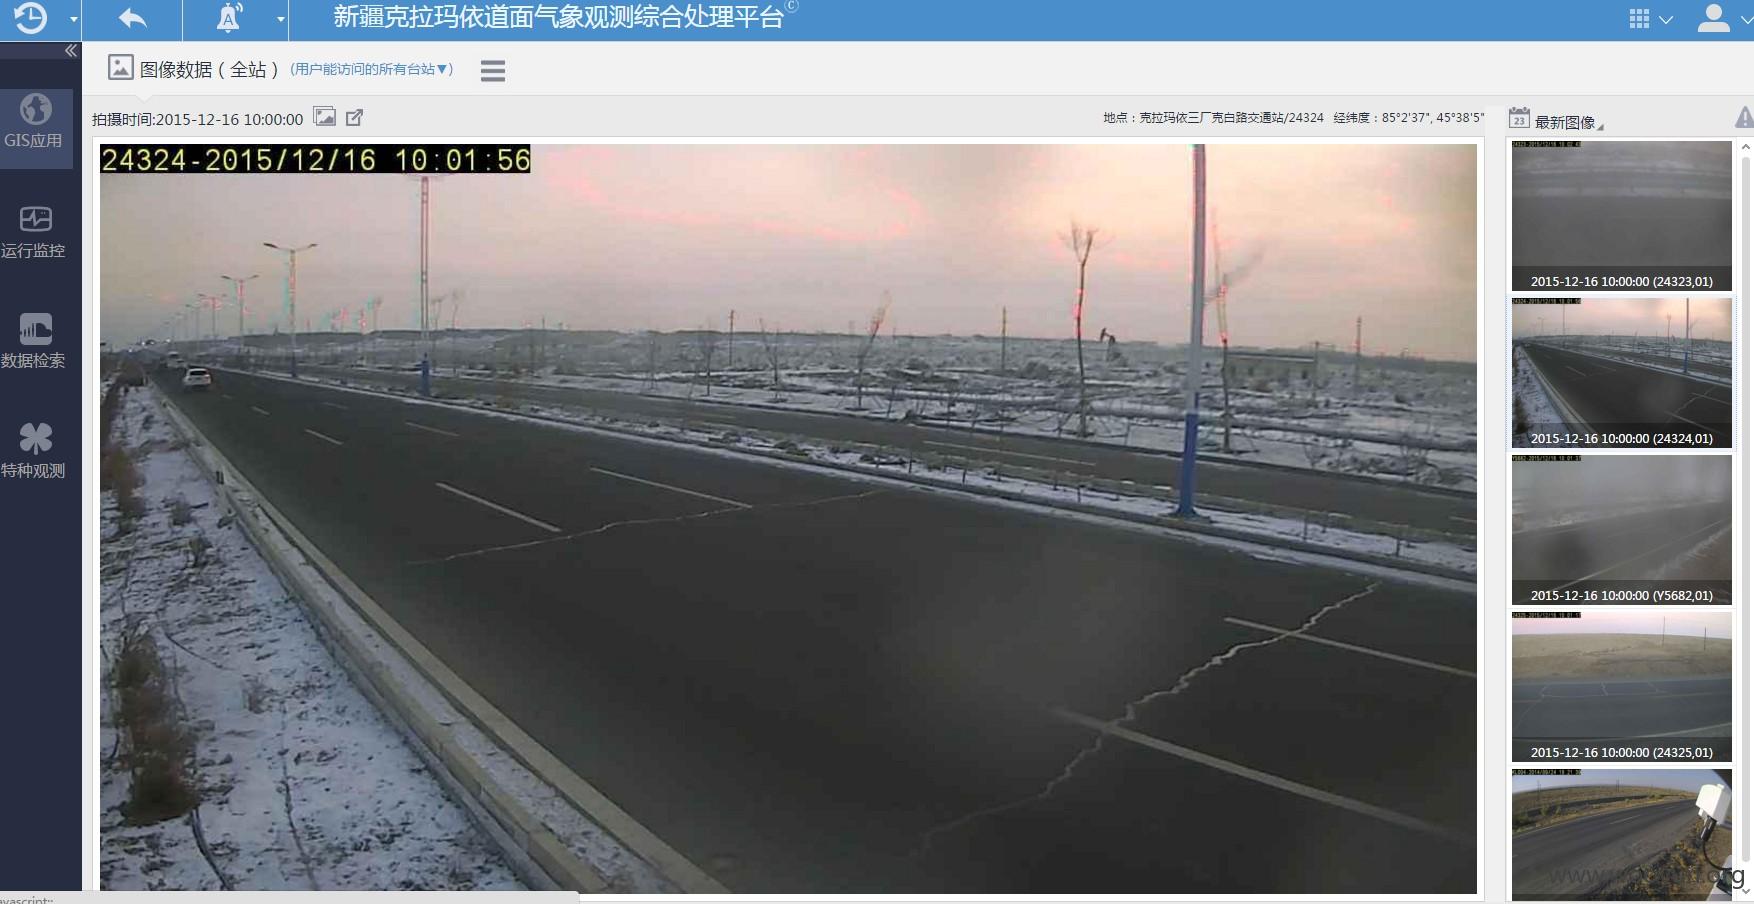 新疆克拉玛依道面气象观测综合处理平台©
A
图像数据（全站）
(用户能访问的所有台站▼)
拍摄时间:2015-12-16 10:00:00
地点：克拉玛依三厂克白路交通站/24324 经纬度：85°2'37", 45°38'5"
23
最新图像
GIS应用
运行监控
数据检索
特种观测
24324-2015/12/16 10:01:56
2015-12-16 10:00:00 (24323,01)
2015-12-16 10:00:00 (24324,01)
2015-12-16 10:00:00 (Y5682,01)
2015-12-16 10:00:00 (24325,01)